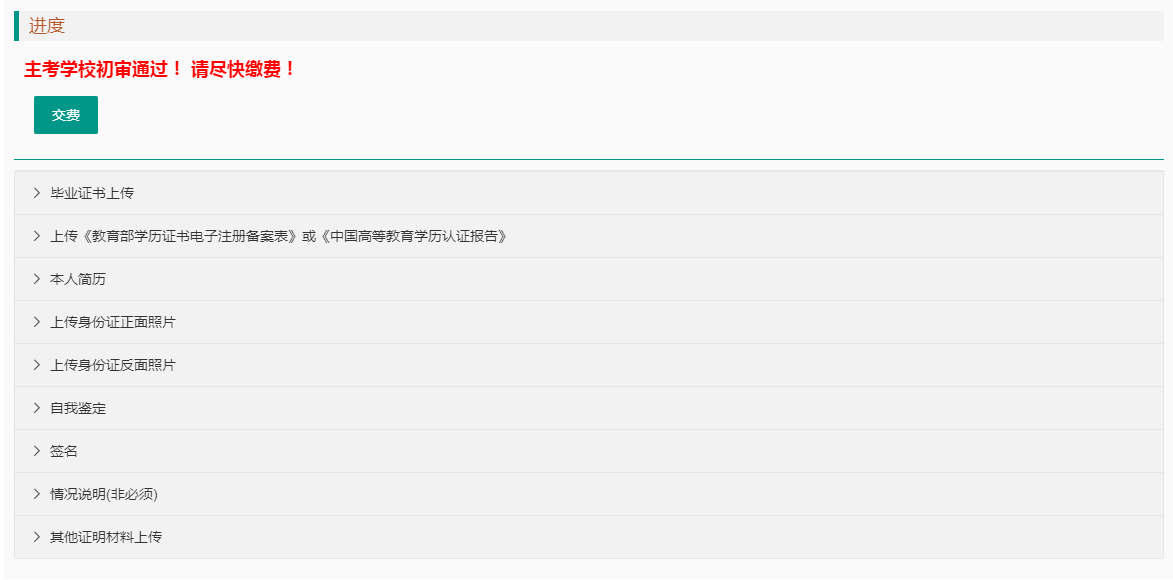 进度
主考学校初审通过！ 请尽快缴费！
交费
毕业证书上传
上传《教育部学历证书电子注册备案表》或《中国高等教育学历认证报告》
本人简历
上传身份证正面照片
上传身份证反面照片
自我鉴定
签名
情况说明(非必须)
其他证明材料上传